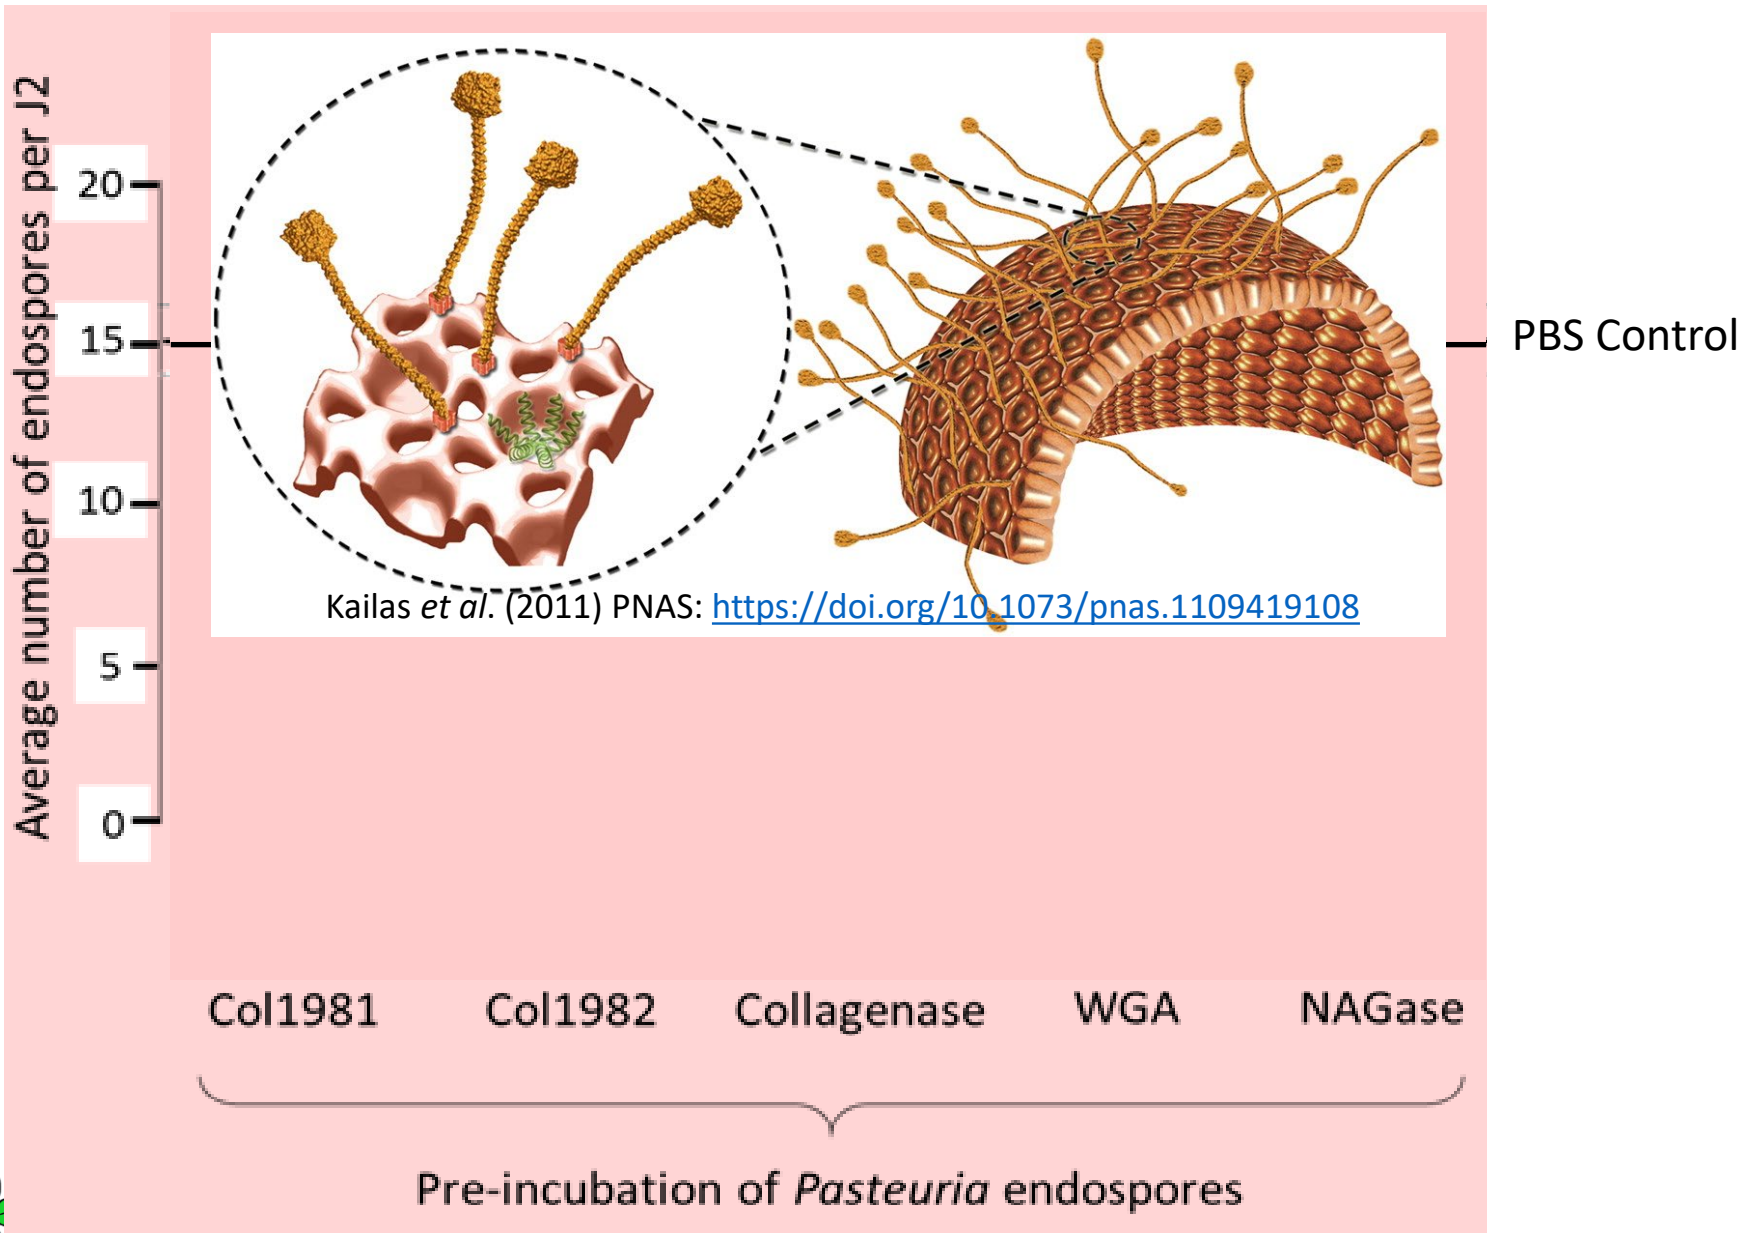 Average number of endospores per J2
20
15
10
5
0
PBS Control
Kailas et al. (2011) PNAS: https://doi.org/10.1073/pnas.1109419108
Col1981 Col1982 Collagenase WGA NAGase
Pre-incubation of Pasteuria endospores